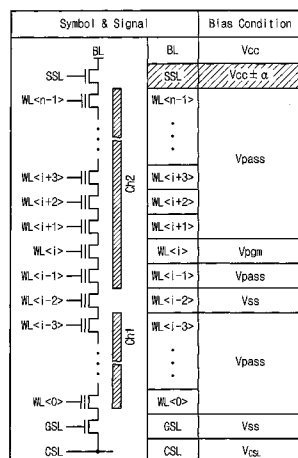 Symbol & Signal Bias Condition
BL BL Vcc
SSL SSL Vcc ± α
WL<n-1> WL<n-1>
Vpass
WL<i+3> WL<i+3>
Ch2
WL<i+2> WL<i+2>
WL<i+1> WL<i+1>
WL<i> WL<i> Vpgm
WL<i-1> WL<i-1> Vpass
WL<i-2> WL<i-2> Vss
WL<i-3> WL<i-3>
Ch1
Vpass
WL<0> WL<0>
GSL GSL Vss
CSL CSL VCSL